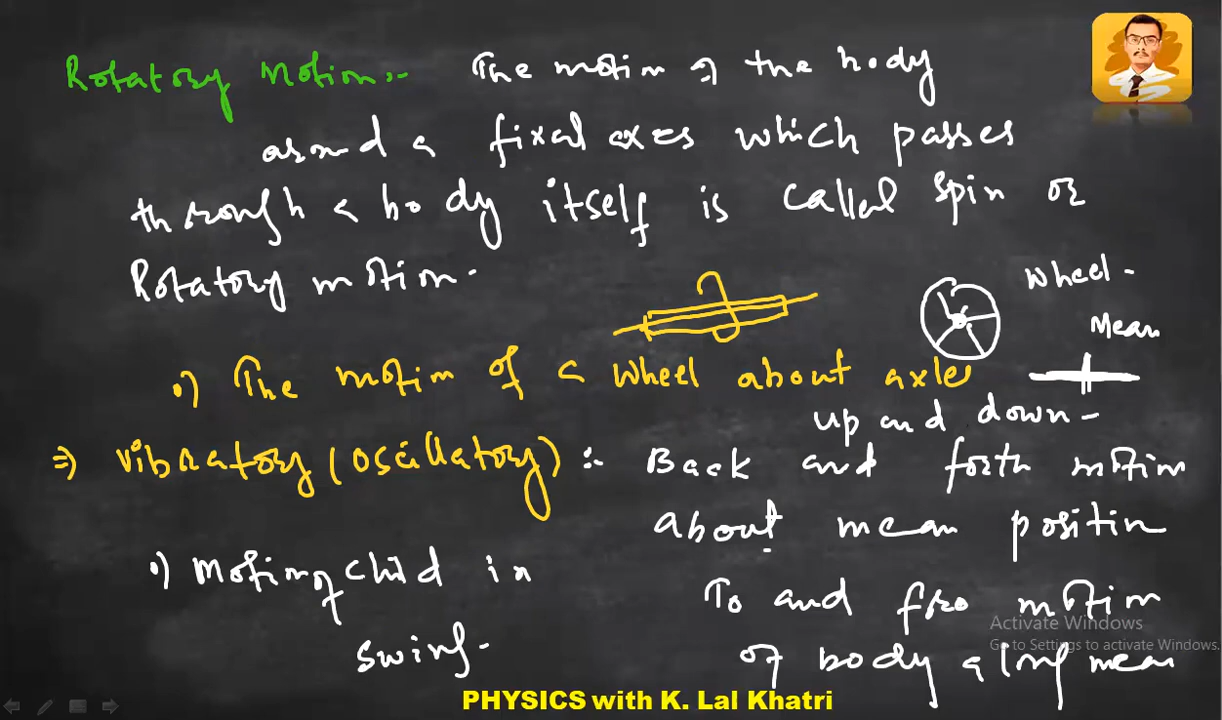 Rotatory Motion:- The motion of the body
around a fixed axes which passes
through a body itself is called spin or
Rotatory motion.
Wheel -
Mean
•) The motion of a wheel about axles
up and down -
⇒ Vibratory (Oscillatory) :- Back and forth motion
about mean position
•) Motion of child in
swing -
To and fro motion
of body along mean
Activate Windows
Go to Settings to activate Windows.
PHYSICS with K. Lal Khatri